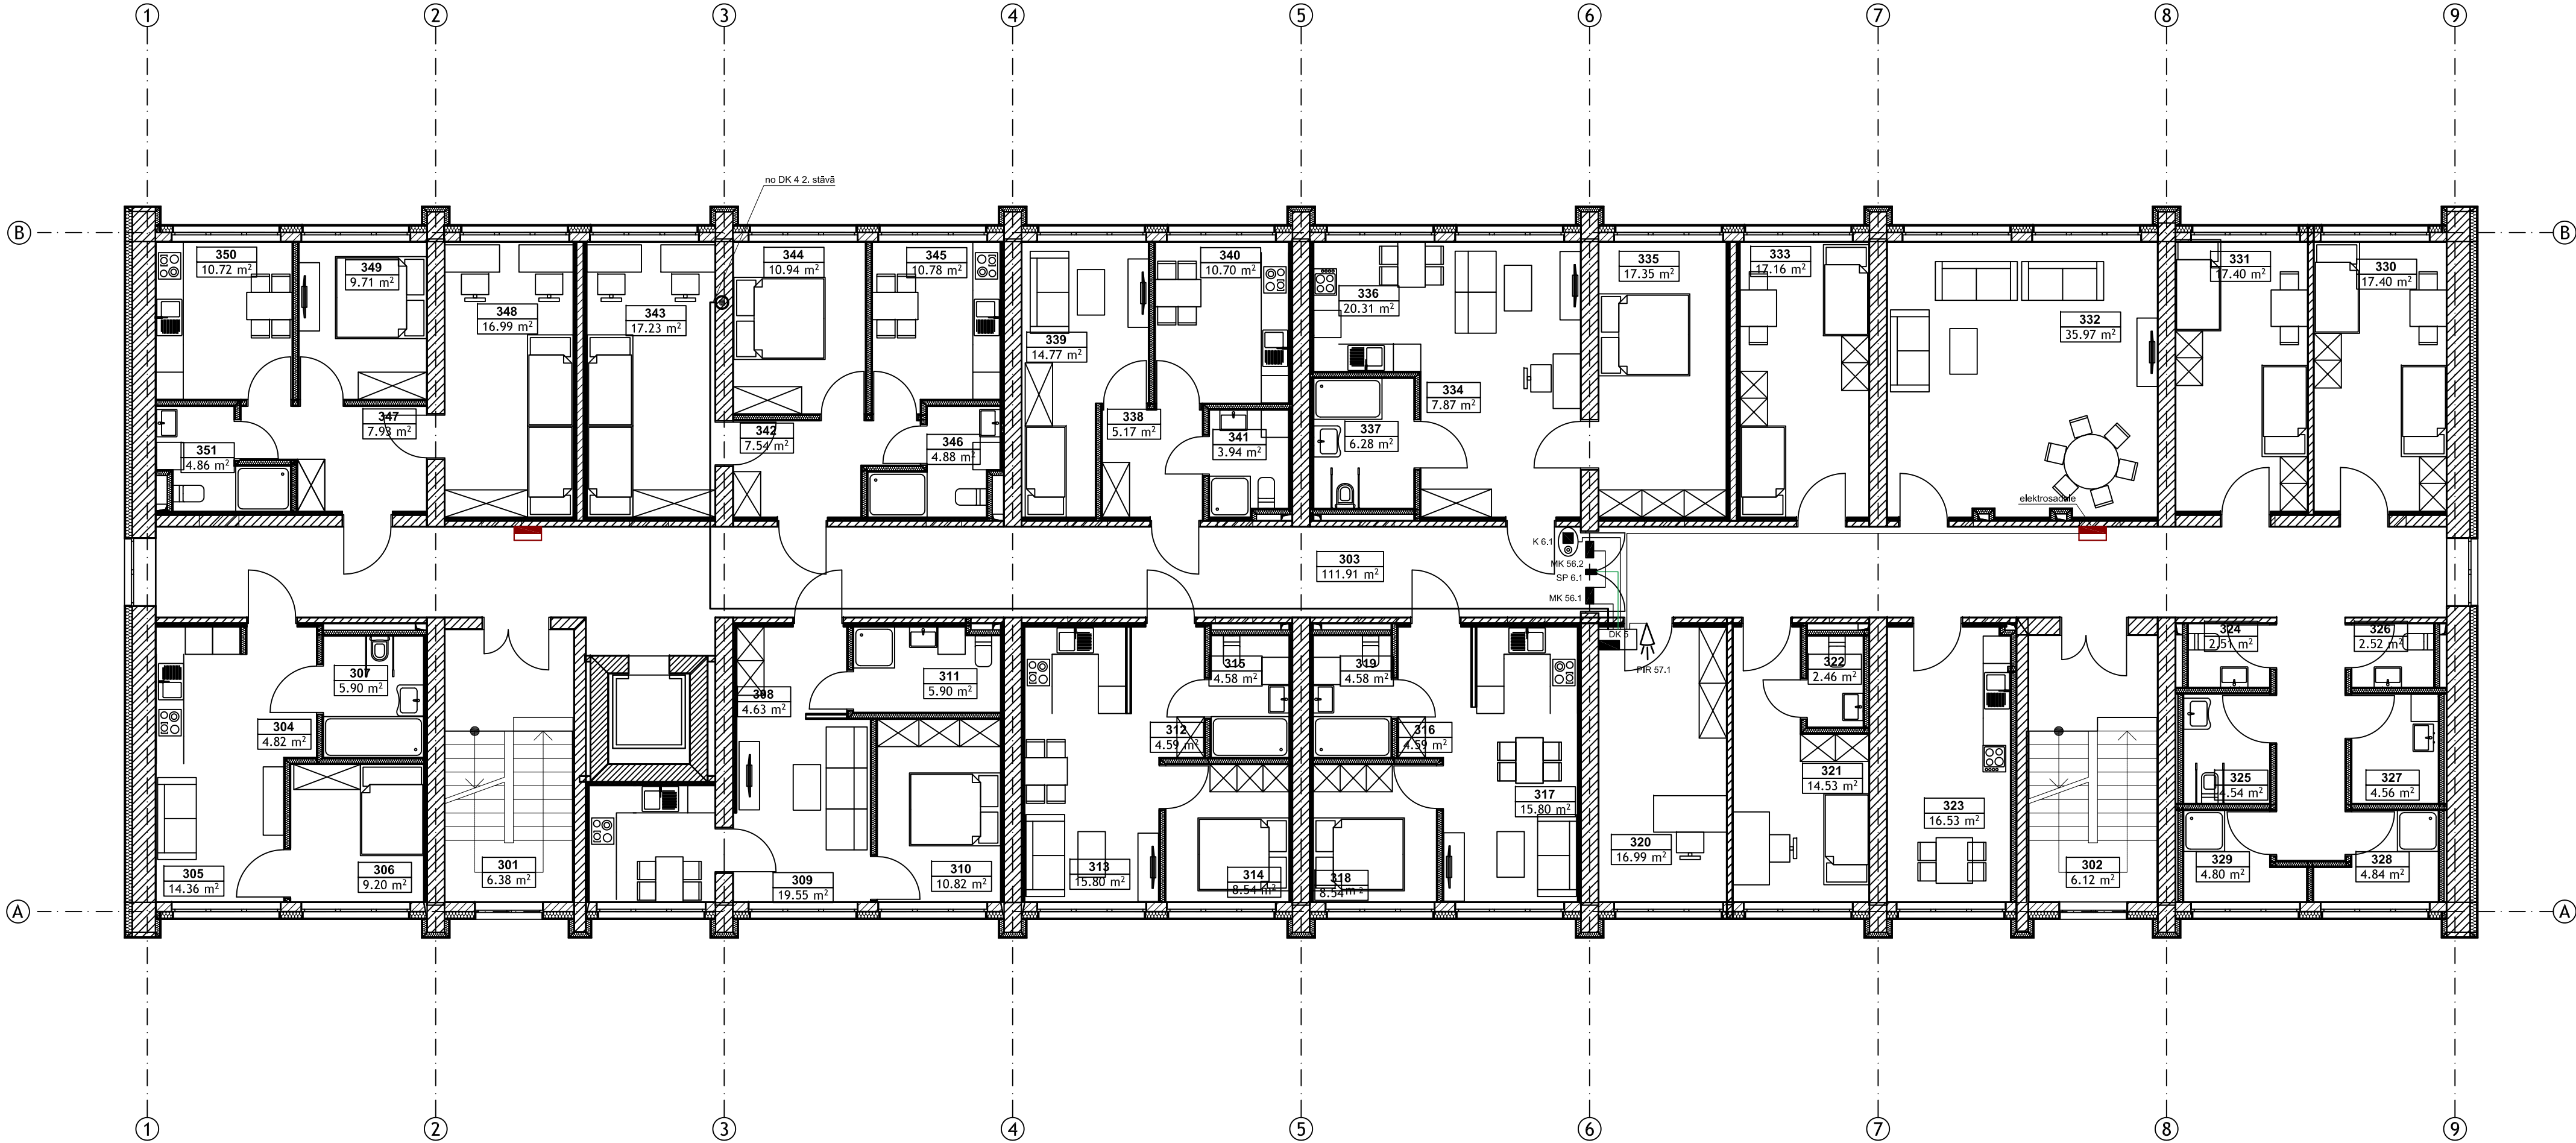 1 2 3 4 5 6 7 8 9
no DK 4 2. stāvā
B B
350
10.72 m²
349
9.71 m²
348
16.99 m²
343
17.23 m²
344
10.94 m²
345
10.78 m²
339
14.77 m²
340
10.70 m²
336
20.31 m²
335
17.35 m²
333
17.16 m²
332
35.97 m²
331
17.40 m²
330
17.40 m²
347
7.93 m²
351
4.86 m²
342
7.54 m²
346
4.88 m²
338
5.17 m²
341
3.94 m²
334
7.87 m²
337
6.28 m²
elektrosadale
303
111.91 m²
K 6.1
MK 56.2
SP 6.1
MK 56.1
DK 5
PIR 57.1
307
5.90 m²
304
4.82 m²
305
14.36 m²
306
9.20 m²
301
6.38 m²
308
4.63 m²
311
5.90 m²
309
19.55 m²
310
10.82 m²
315
4.58 m²
312
4.59 m²
313
15.80 m²
314
8.54 m²
319
4.58 m²
316
4.59 m²
317
15.80 m²
318
8.54 m²
320
16.99 m²
322
2.46 m²
321
14.53 m²
323
16.53 m²
302
6.12 m²
324
2.51 m²
326
2.52 m²
325
4.54 m²
327
4.56 m²
329
4.80 m²
328
4.84 m²
A A
1 2 3 4 5 6 7 8 9